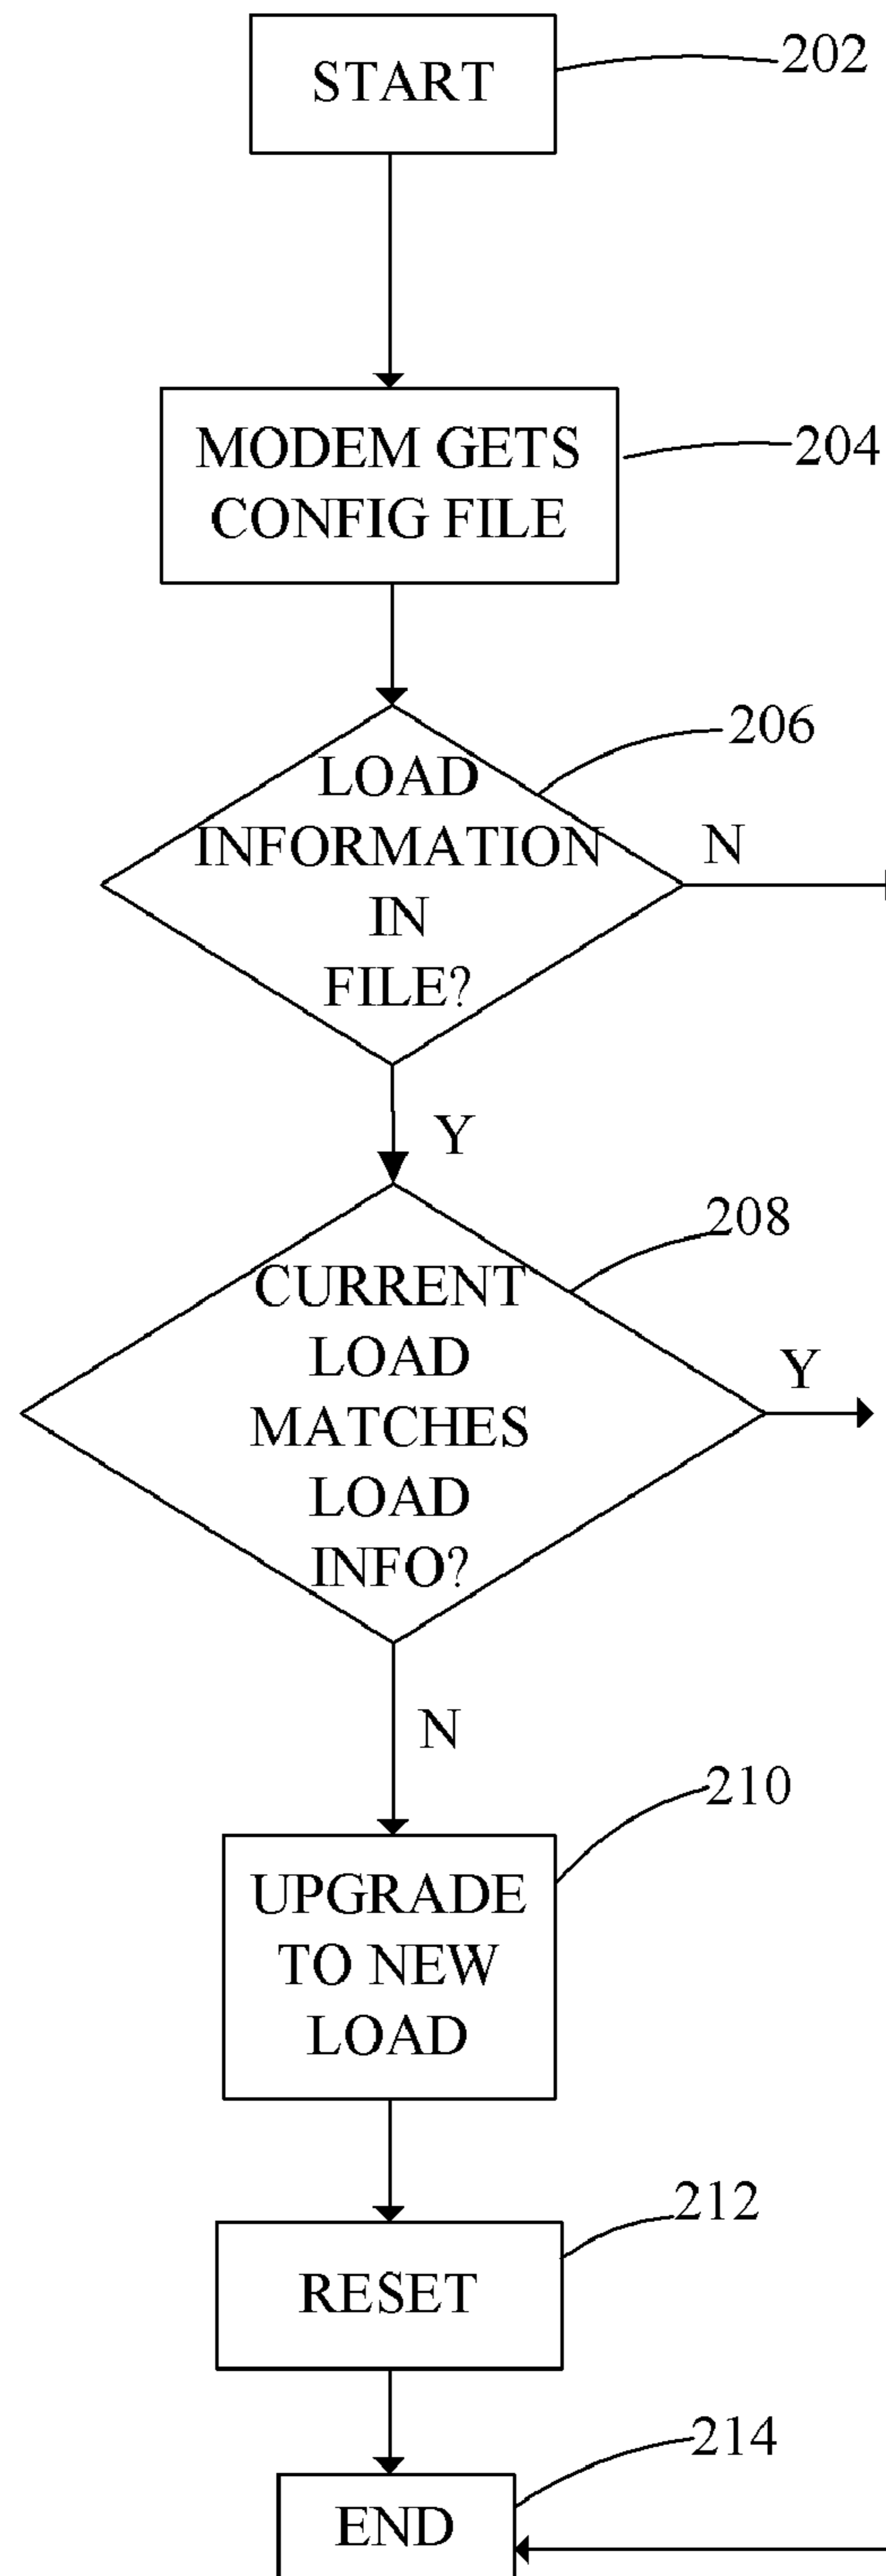 START
202
MODEM GETS
CONFIG FILE
204
206
LOAD
INFORMATION
IN
FILE?
N
Y
208
CURRENT
LOAD
MATCHES
LOAD
INFO?
Y
N
210
UPGRADE
TO NEW
LOAD
212
RESET
214
END